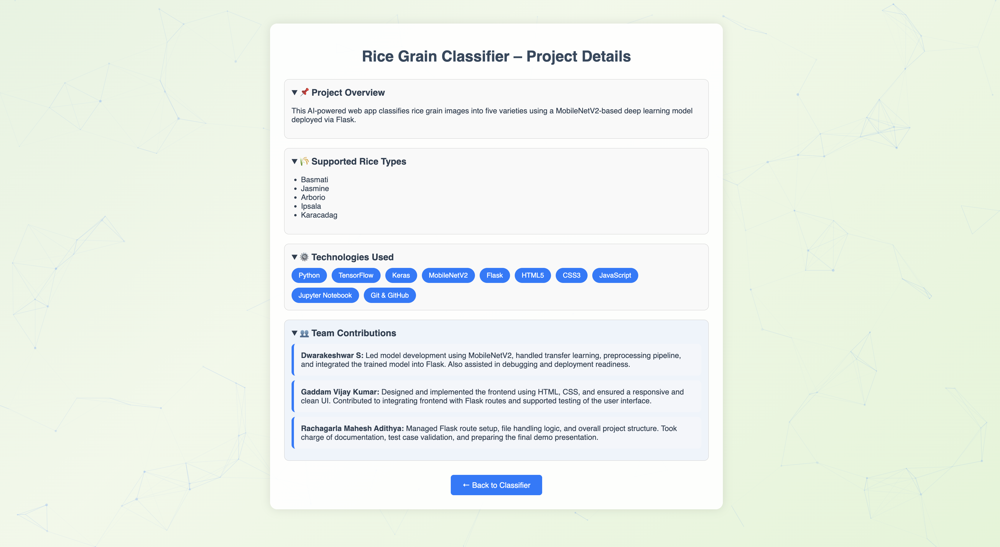 Rice Grain Classifier – Project Details
▼ 📌 Project Overview
This AI-powered web app classifies rice grain images into five varieties using a MobileNetV2-based deep learning model
deployed via Flask.
▼ 🌾 Supported Rice Types
• Basmati
• Jasmine
• Arborio
• Ipsala
• Karacadag
▼ ⚙️ Technologies Used
Python TensorFlow Keras MobileNetV2 Flask HTML5 CSS3 JavaScript
Jupyter Notebook Git & GitHub
▼ 👥 Team Contributions
Dwarakeshwar S: Led model development using MobileNetV2, handled transfer learning, preprocessing pipeline,
and integrated the trained model into Flask. Also assisted in debugging and deployment readiness.
Gaddam Vijay Kumar: Designed and implemented the frontend using HTML, CSS, and ensured a responsive and
clean UI. Contributed to integrating frontend with Flask routes and supported testing of the user interface.
Rachagarla Mahesh Adithya: Managed Flask route setup, file handling logic, and overall project structure. Took
charge of documentation, test case validation, and preparing the final demo presentation.
← Back to Classifier